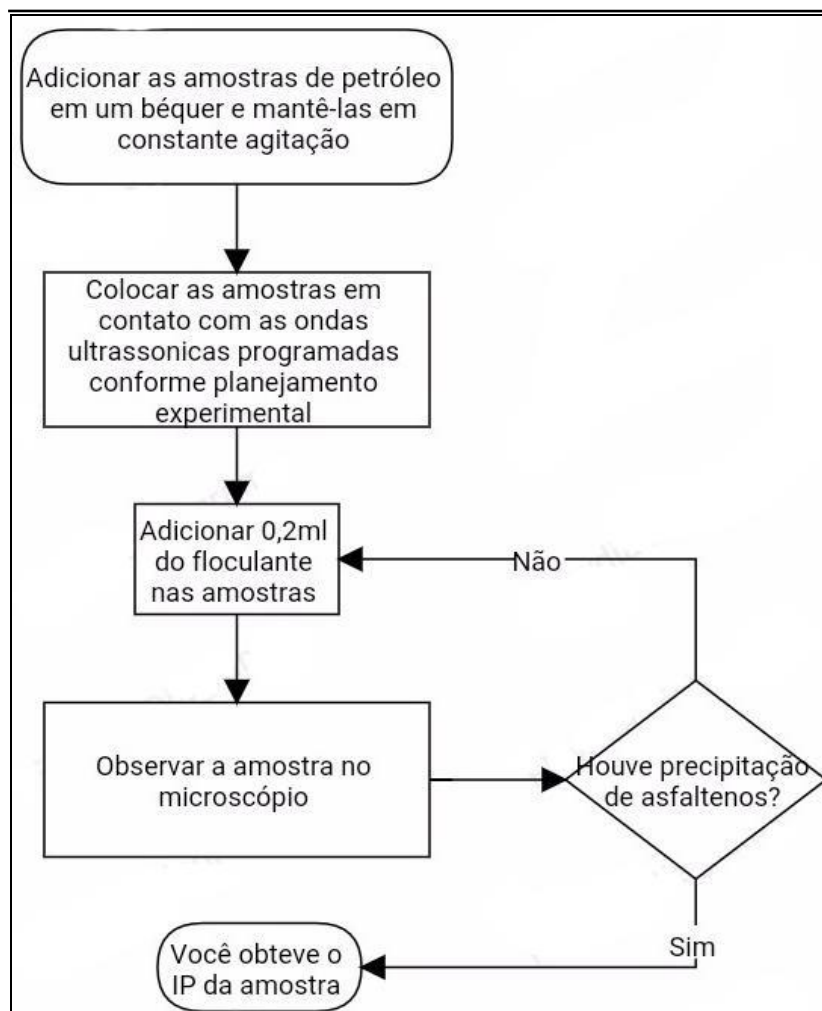 Adicionar as amostras de petróleo
em um béquer e mantê-las em
constante agitação
Colocar as amostras em
contato com as ondas
ultrassonicas programadas
conforme planejamento
experimental
Adicionar 0,2ml
do floculante
nas amostras
Não
Observar a amostra no
microscópio
Houve precipitação
de asfaltenos?
Sim
Você obteve o
IP da amostra